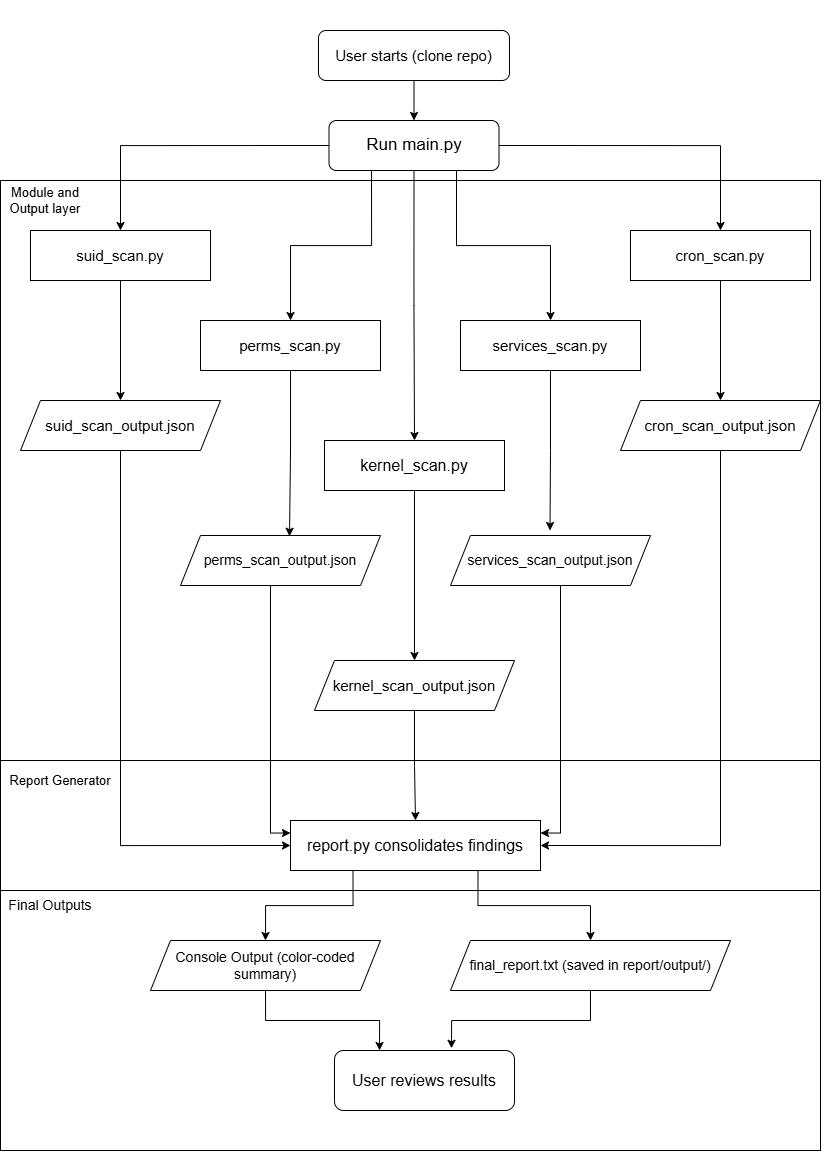 User starts (clone repo)
Run main.py
Module and
Output layer
suid_scan.py
cron_scan.py
perms_scan.py
services_scan.py
suid_scan_output.json
cron_scan_output.json
kernel_scan.py
perms_scan_output.json
services_scan_output.json
kernel_scan_output.json
Report Generator
report.py consolidates findings
Final Outputs
Console Output (color-coded
summary)
final_report.txt (saved in report/output/)
User reviews results